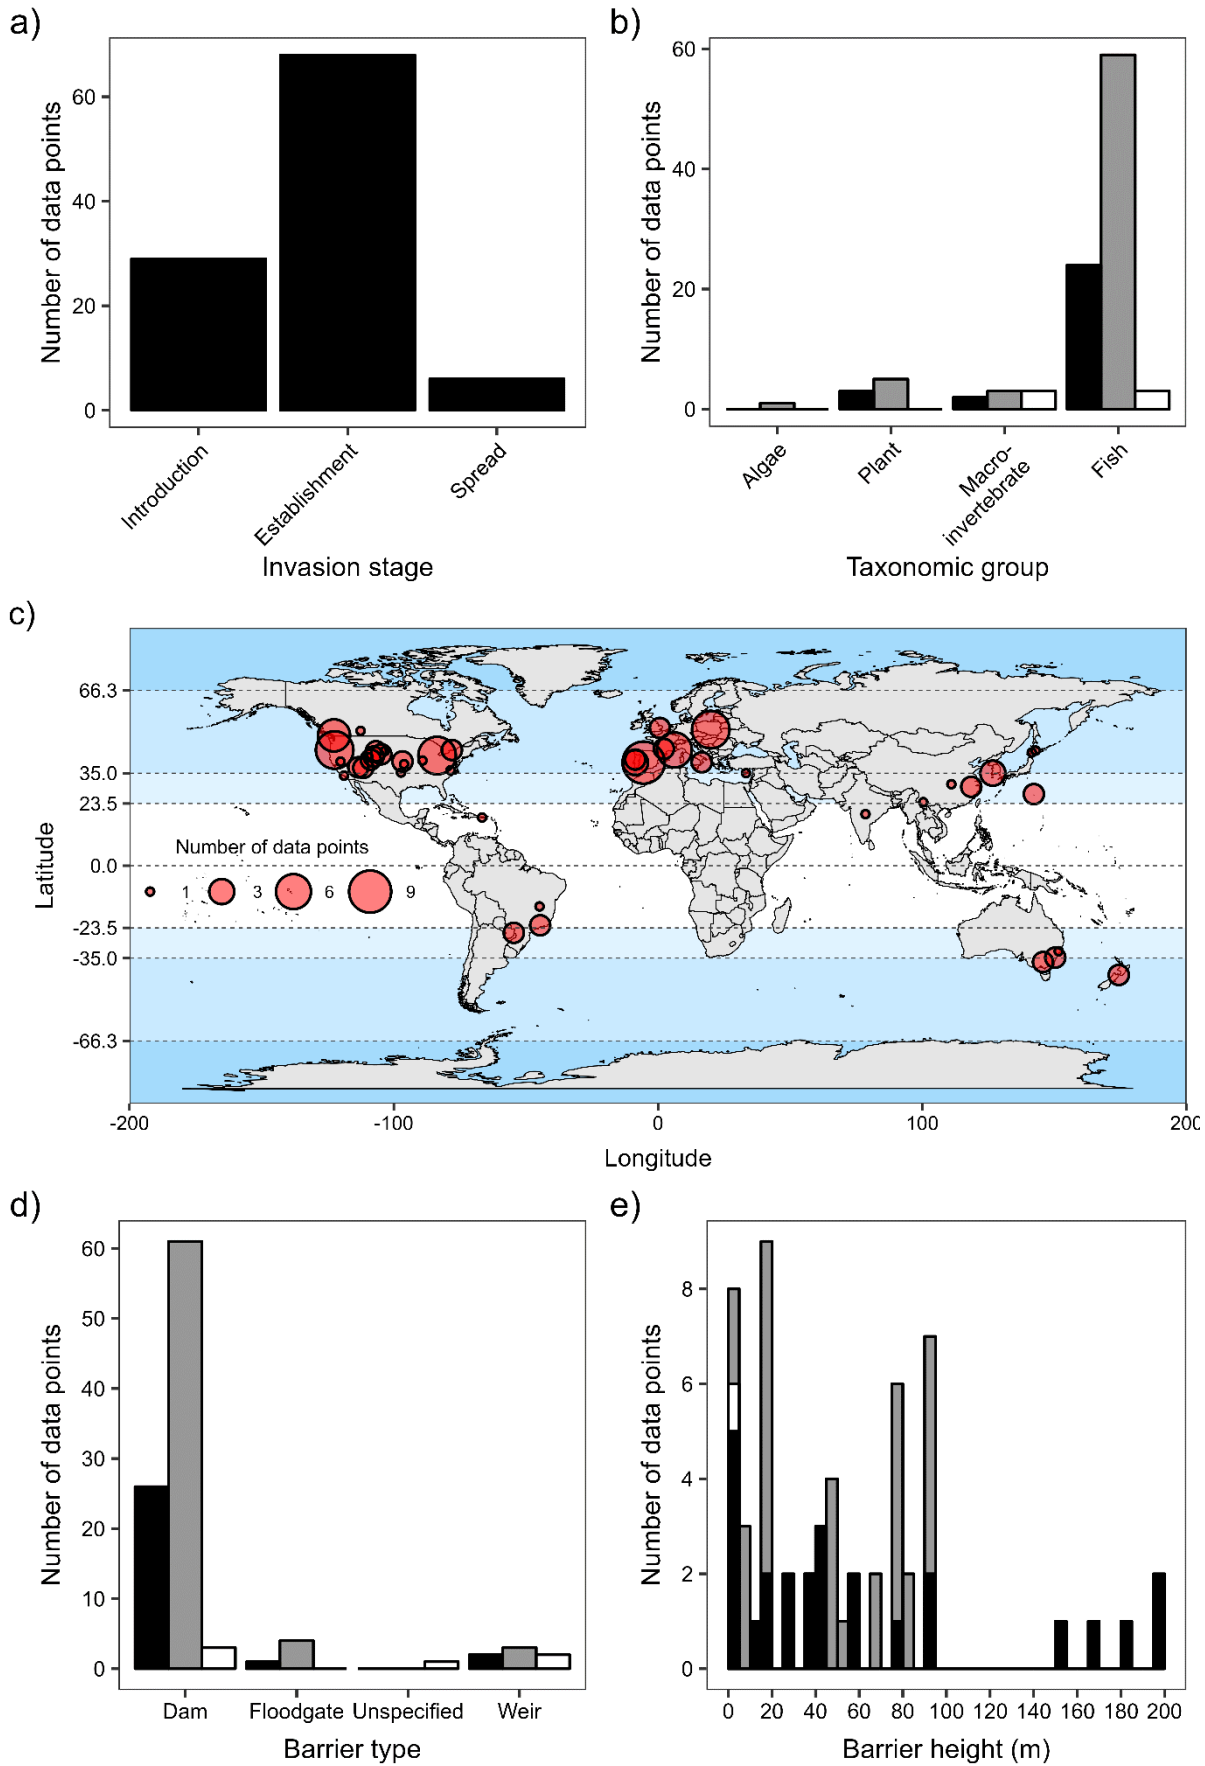 a)
Number of data points
60
40
20
0
Introduction
Establishment
Spread
Invasion stage
b)
Number of data points
60
40
20
0
Algae
Plant
Macro-
invertebrate
Fish
Taxonomic group
c)
Latitude
66.3
35.0
23.5
0.0
-23.5
-35.0
-66.3
Number of data points
1 3 6 9
-200 -100 0 100 200
Longitude
d)
Number of data points
60
50
40
30
20
10
0
Dam Floodgate Unspecified Weir
Barrier type
e)
Number of data points
8
6
4
2
0
0 20 40 60 80 100 120 140 160 180 200
Barrier height (m)